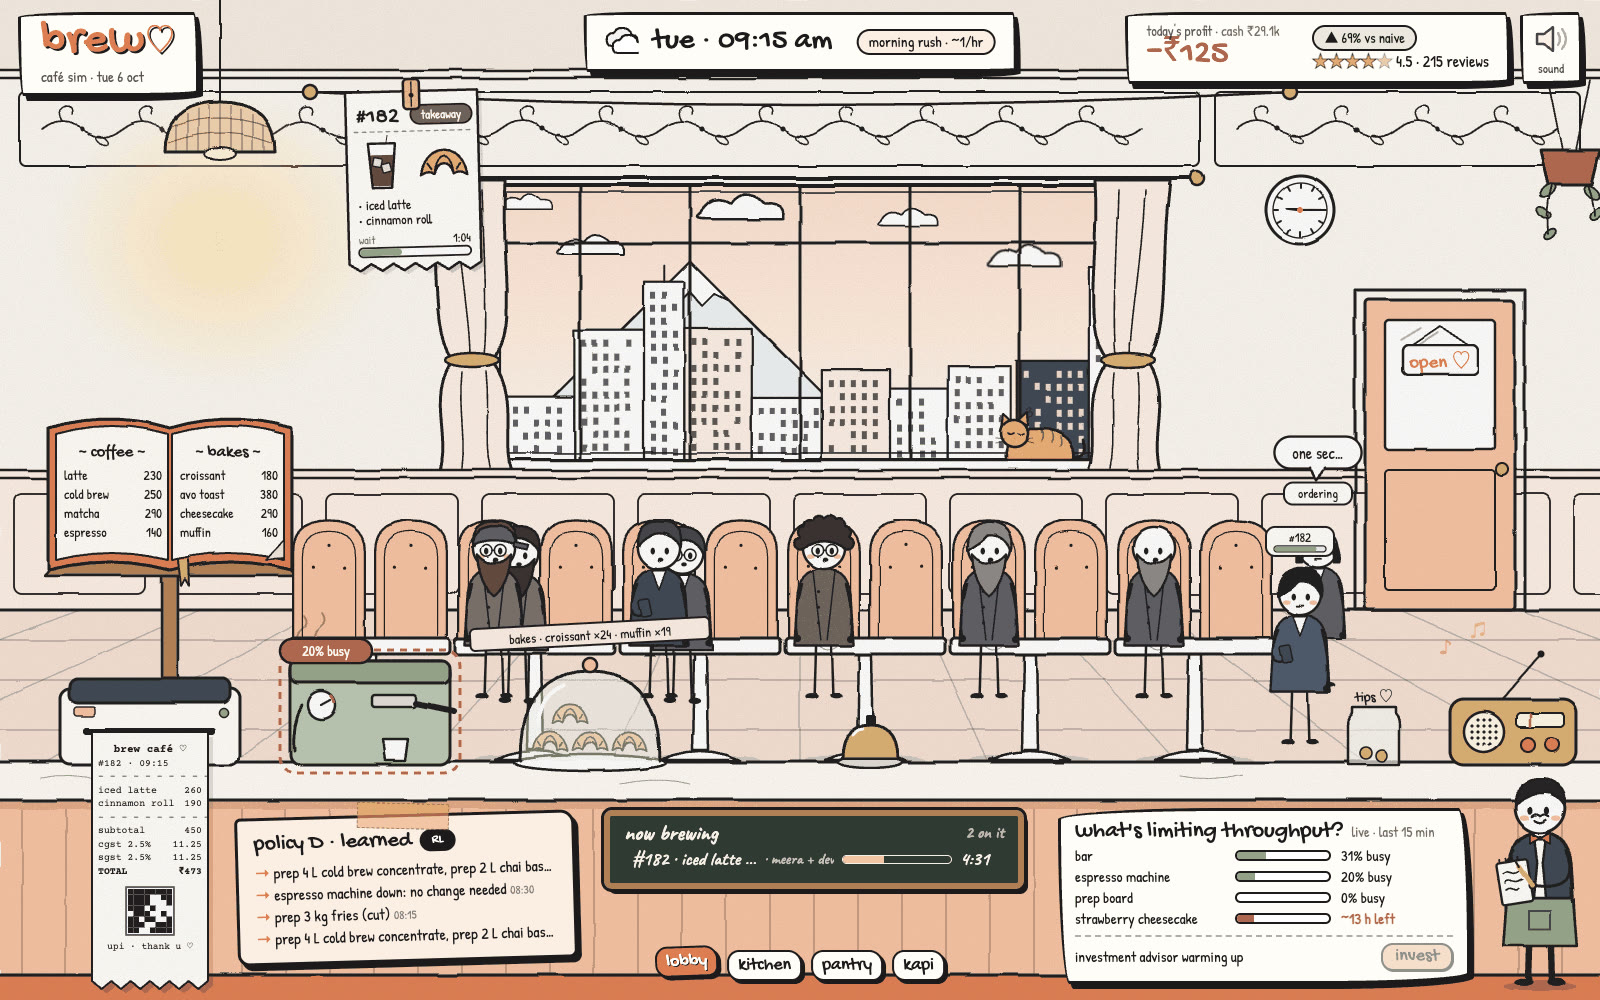 brew♡
café sim · tue 6 oct
tue · 09:15 am
morning rush · ~1/hr
today's profit · cash ₹29.1k
-₹125
▲ 69% vs naive
4.5 · 215 reviews
sound
#182
takeaway
· iced latte
· cinnamon roll
wait 1:04
open ♡
one sec...
ordering
#182
~ coffee ~
latte 230
cold brew 250
matcha 290
espresso 140
~ bakes ~
croissant 180
avo toast 380
cheesecake 290
muffin 160
bakes · croissant ×24 · muffin ×19
20% busy
tips ♡
brew café ♡
#182 · 09:15
iced latte 260
cinnamon roll 190
subtotal 450
cgst 2.5% 11.25
sgst 2.5% 11.25
TOTAL ₹473
upi · thank u ♡
policy D · learned RL
→ prep 4 L cold brew concentrate, prep 2 L chai bas...
→ espresso machine down: no change needed 08:30
→ prep 3 kg fries (cut) 08:15
→ prep 4 L cold brew concentrate, prep 2 L chai bas...
now brewing 2 on it
#182 · iced latte ... · meera + dev 4:31
what's limiting throughput? live · last 15 min
bar 31% busy
espresso machine 20% busy
prep board 0% busy
strawberry cheesecake ~13 h left
investment advisor warming up invest
lobby
kitchen
pantry
kapi